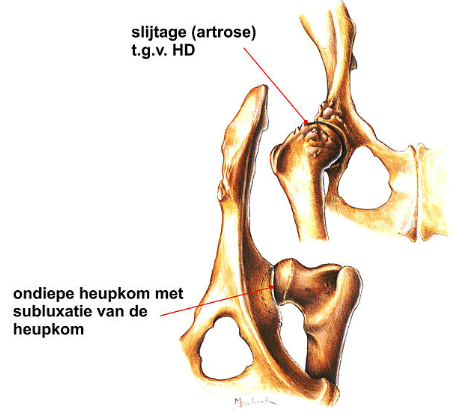 slijtage (artrose)
t.g.v. HD
ondiepe heupkom met
subluxatie van de
heupkom